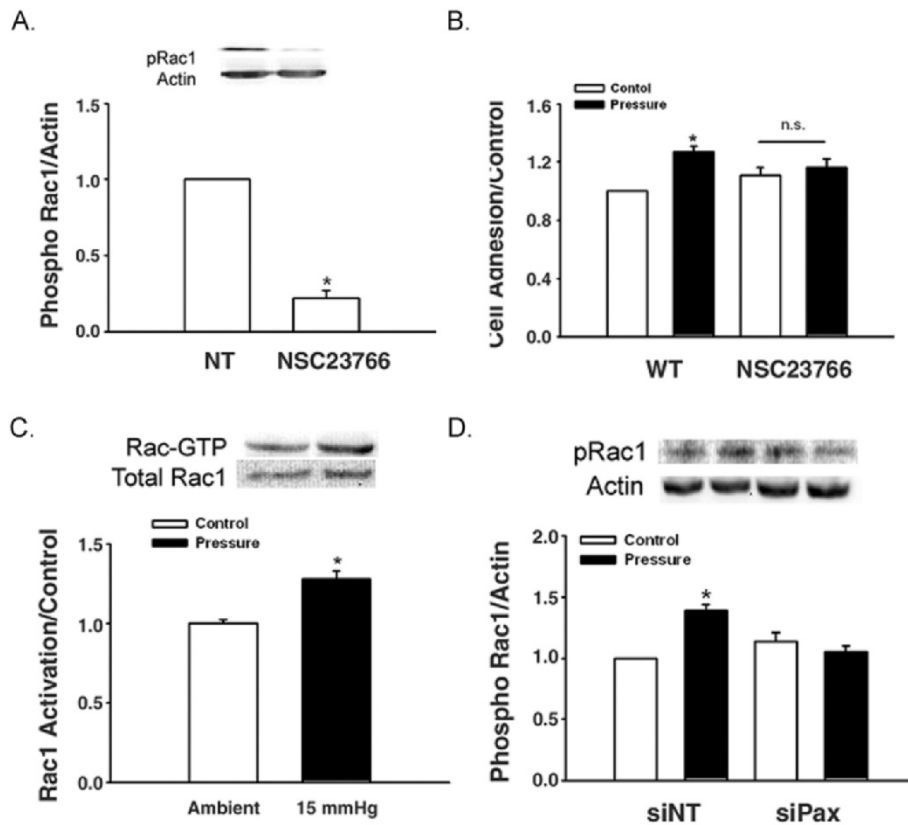 A.
pRac1
Actin
Phospho Rac1/Actin
1.5
1.0
0.5
0.0
*
NT NSC23766
B.
Contol
Pressure
Cell Adhesion/Control
1.6
1.2
0.8
0.4
0.0
*
n.s.
WT NSC23766
C.
Rac-GTP
Total Rac1
Control
Pressure
Rac1 Activation/Control
1.5
1.0
0.5
0.0
*
Ambient 15 mmHg
D.
pRac1
Actin
Control
Pressure
Phospho Rac1/Actin
2.0
1.5
1.0
0.5
0.0
*
siNT siPax